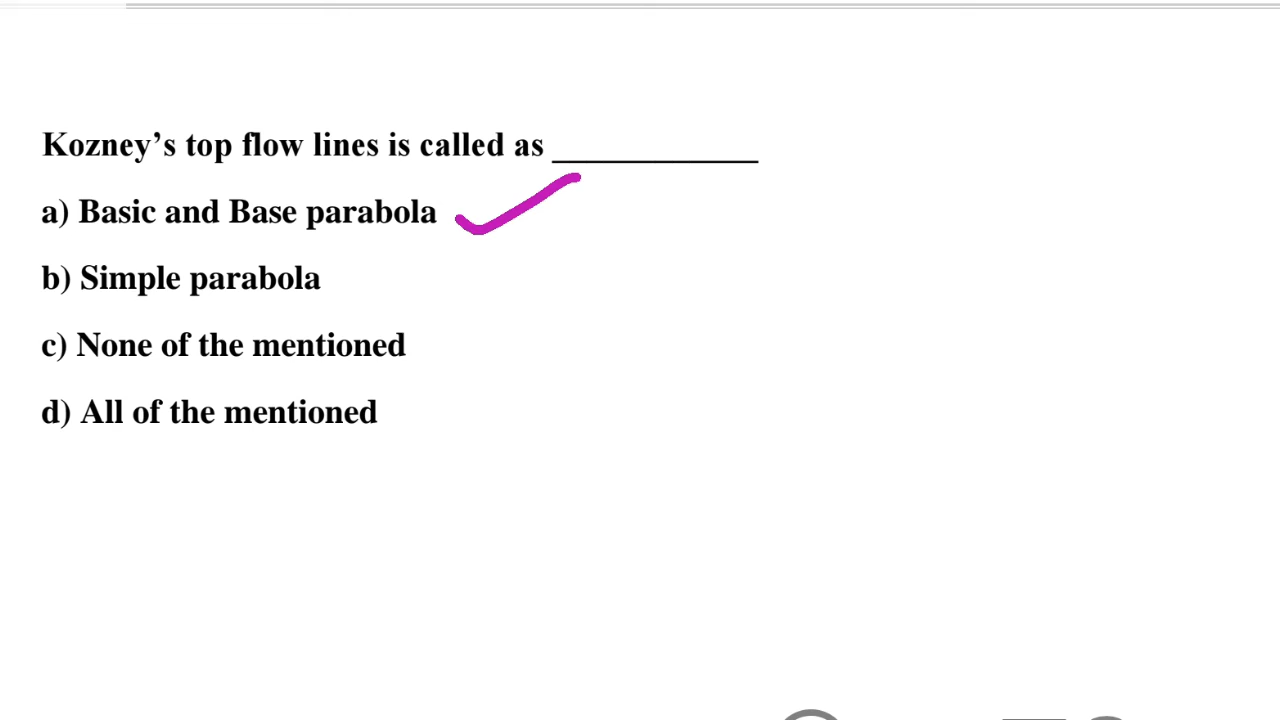 Kozney’s top flow lines is called as ____________
a) Basic and Base parabola
b) Simple parabola
c) None of the mentioned
d) All of the mentioned